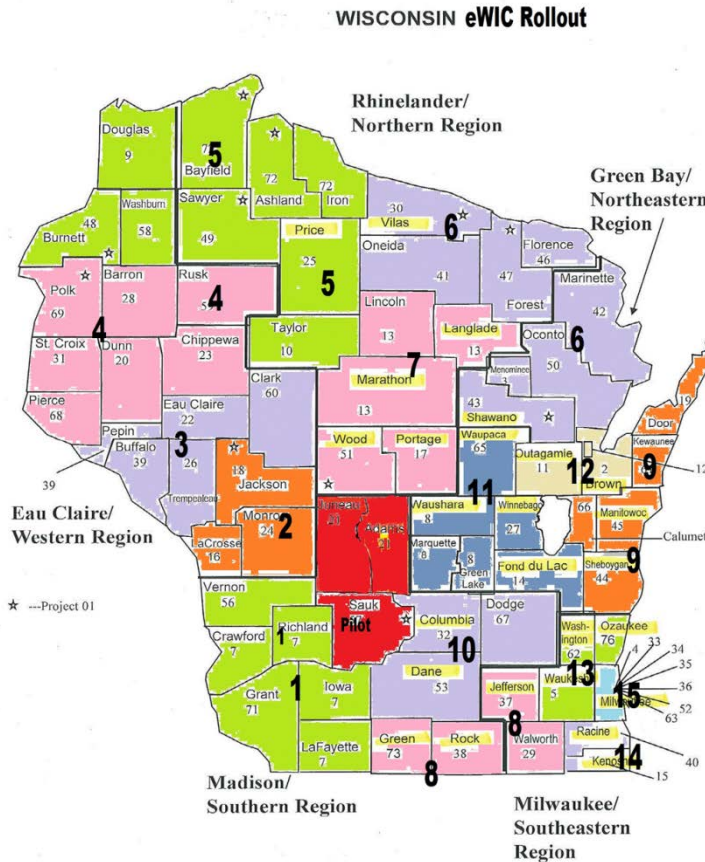 WISCONSIN eWIC Rollout
Rhinelander/
Northern Region
Green Bay/
Northeastern
Region
Douglas
9
5
Bayfield
72
Ashland
72
Iron
Washburn
58
Sawyer
49
48
Burnett
Price
25
5
30
Vilas
6
Florence
46
Oneida
41
47
Forest
Marinette
42
Polk
69
Barron
28
Rusk
4
4
Lincoln
13
Langlade
13
Oconto
50
6
St. Croix
31
Dunn
20
Chippewa
23
Taylor
10
7
Marathon
13
Menominee
3
Clark
60
43
Shawano
Pierce
68
Eau Claire
22
Pepin
Buffalo
39
3
26
Trempealeau
39
Wood
51
Portage
17
Waupaca
65
Outagamie
11
12
2
Brown
12
19
Door
Kewaunee
9
18
Jackson
11
Eau Claire/
Western Region
Monroe
24
2
LaCrosse
16
Juneau
Adams
21
Waushara
8
Winnebago
27
66
Manitowoc
45
Calumet
Marquette
8
8
Green
Lake
Fond du Lac
14
Sheboygan
44
9
☆ ---Project 01
Vernon
56
Sauk
Pilot
Columbia
32
Dodge
67
10
Crawford
7
Richland
1
7
Wash-
ington
62
Ozaukee
76
13
4
33
34
35
36
52
63
Waukesha
5
15
Milwaukee
Grant
71
1
Iowa
7
Dane
53
Jefferson
37
8
LaFayette
7
Green
73
Rock
38
8
Walworth
29
Racine
40
14
Kenosha
15
Madison/
Southern Region
Milwaukee/
Southeastern
Region